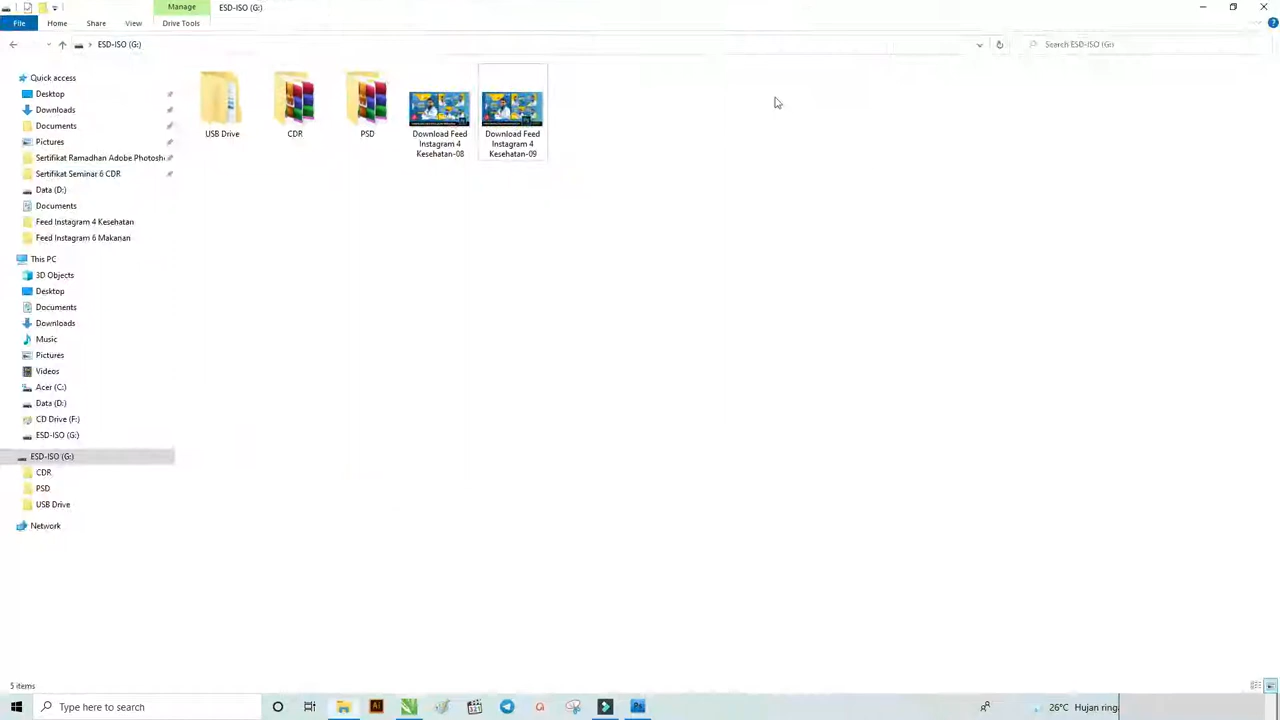 Manage
ESD-ISO (G:)
File
Home
Share
View
Drive Tools
ESD-ISO (G:)
Search ESD-ISO (G:)
Quick access
Desktop
Downloads
Documents
Pictures
Sertifikat Ramadhan Adobe Photosh
Sertifikat Seminar 6 CDR
Data (D:)
Documents
Feed Instagram 4 Kesehatan
Feed Instagram 6 Makanan
This PC
3D Objects
Desktop
Documents
Downloads
Music
Pictures
Videos
Acer (C:)
Data (D:)
CD Drive (F:)
ESD-ISO (G:)
ESD-ISO (G:)
CDR
PSD
USB Drive
Network
USB Drive
CDR
PSD
Download Feed
Instagram 4
Kesehatan-08
Download Feed
Instagram 4
Kesehatan-09
5 items
Type here to search
Ai
Ps
26°C Hujan ring